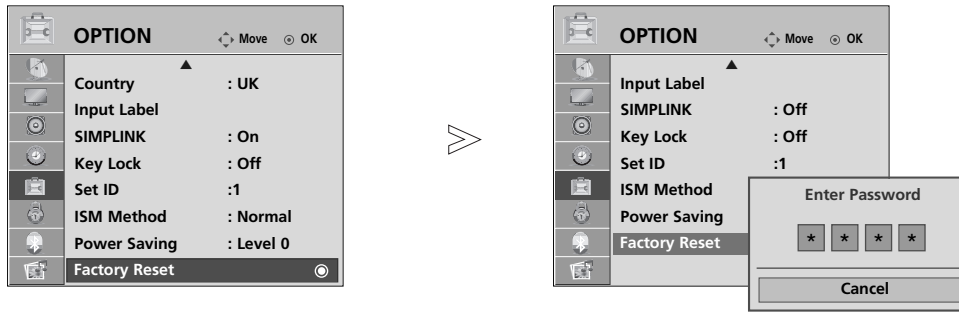 OPTION Move OK
Country : UK
Input Label
SIMPLINK : On
Key Lock : Off
Set ID :1
ISM Method : Normal
Power Saving : Level 0
Factory Reset
OPTION Move OK
Input Label
SIMPLINK : Off
Key Lock : Off
Set ID :1
ISM Method
Power Saving
Factory Reset
Enter Password
* * * *
Cancel